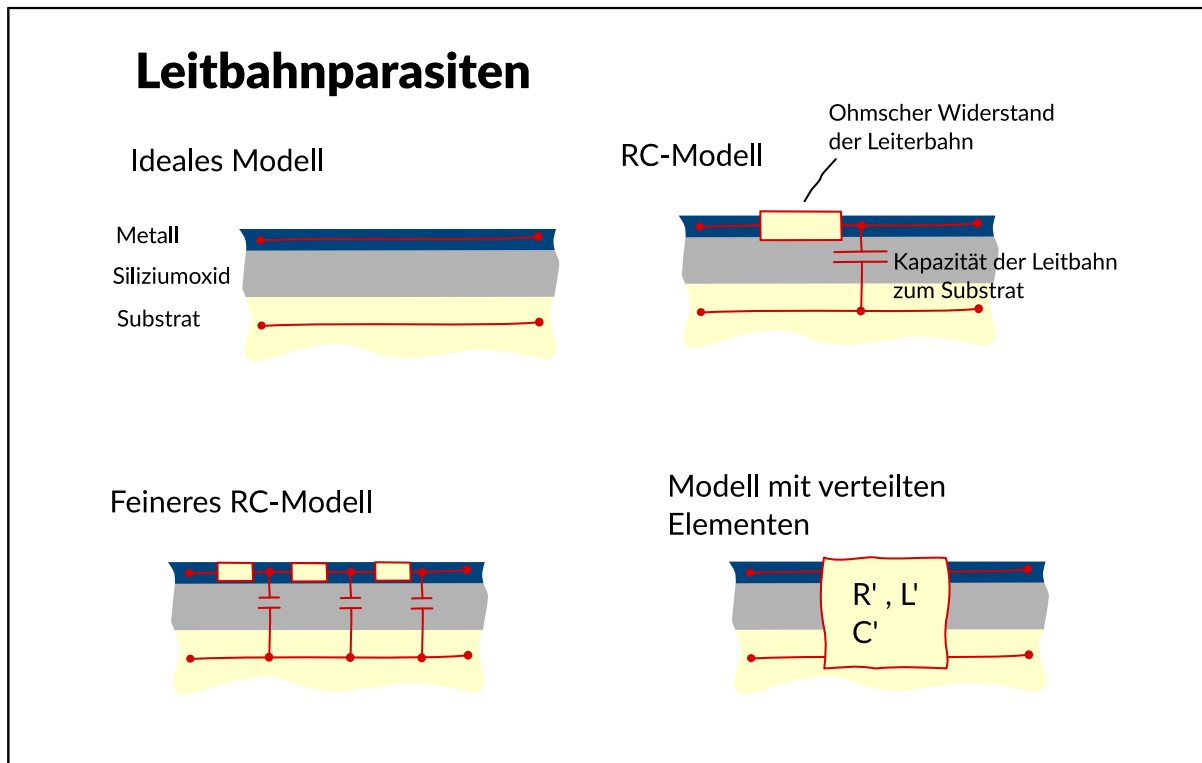 Leitbahnparasiten
Ideales Modell
Metall
Siliziumoxid
Substrat
RC-Modell
Ohmscher Widerstand
der Leiterbahn
Kapazität der Leitbahn
zum Substrat
Feineres RC-Modell
Modell mit verteilten
Elementen
R' , L'
C'